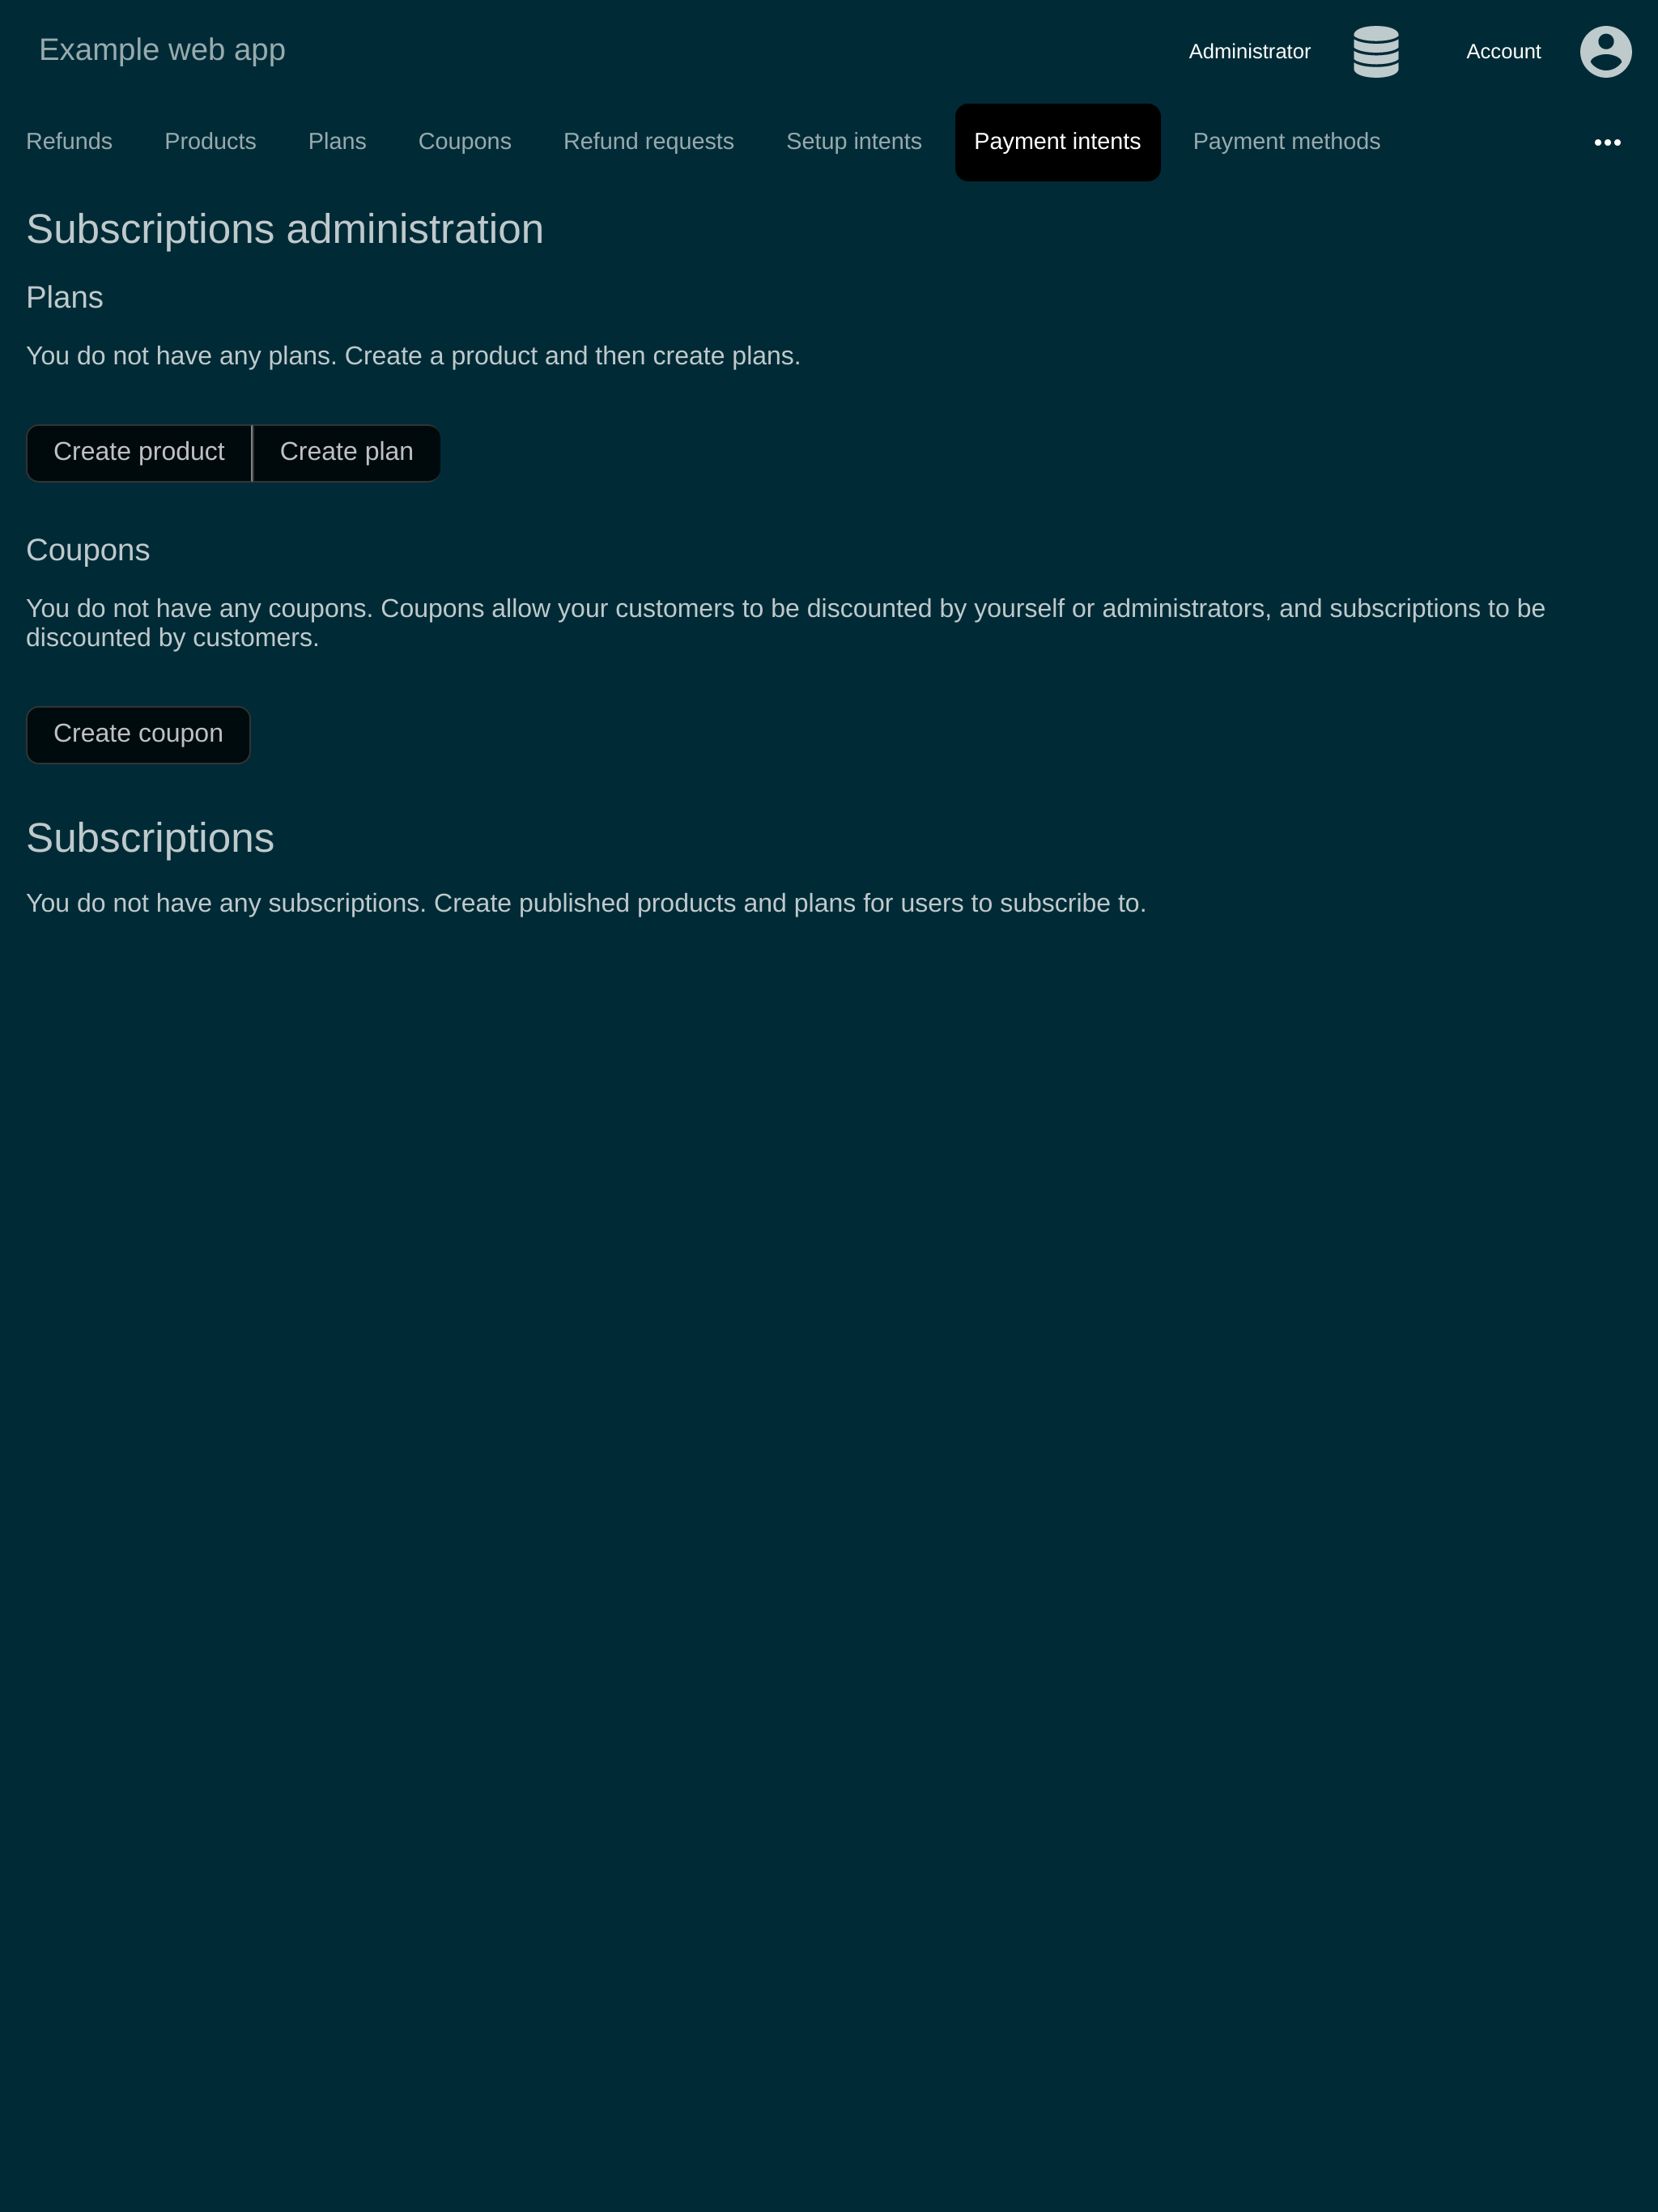 Example web app
Administrator
Account
Refunds
Products
Plans
Coupons
Refund requests
Setup intents
Payment intents
Payment methods
•••
Subscriptions administration
Plans
You do not have any plans. Create a product and then create plans.
Create product
Create plan
Coupons
You do not have any coupons. Coupons allow your customers to be discounted by yourself or administrators, and subscriptions to be
discounted by customers.
Create coupon
Subscriptions
You do not have any subscriptions. Create published products and plans for users to subscribe to.